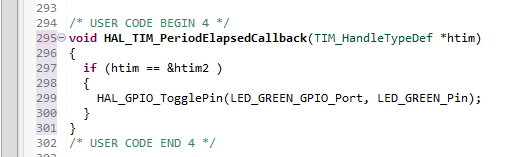 293
294 /* USER CODE BEGIN 4 */
295 void HAL_TIM_PeriodElapsedCallback(TIM_HandleTypeDef *htim)
296 {
297   if (htim == &htim2 )
298   {
299     HAL_GPIO_TogglePin(LED_GREEN_GPIO_Port, LED_GREEN_Pin);
300   }
301 }
302 /* USER CODE END 4 */